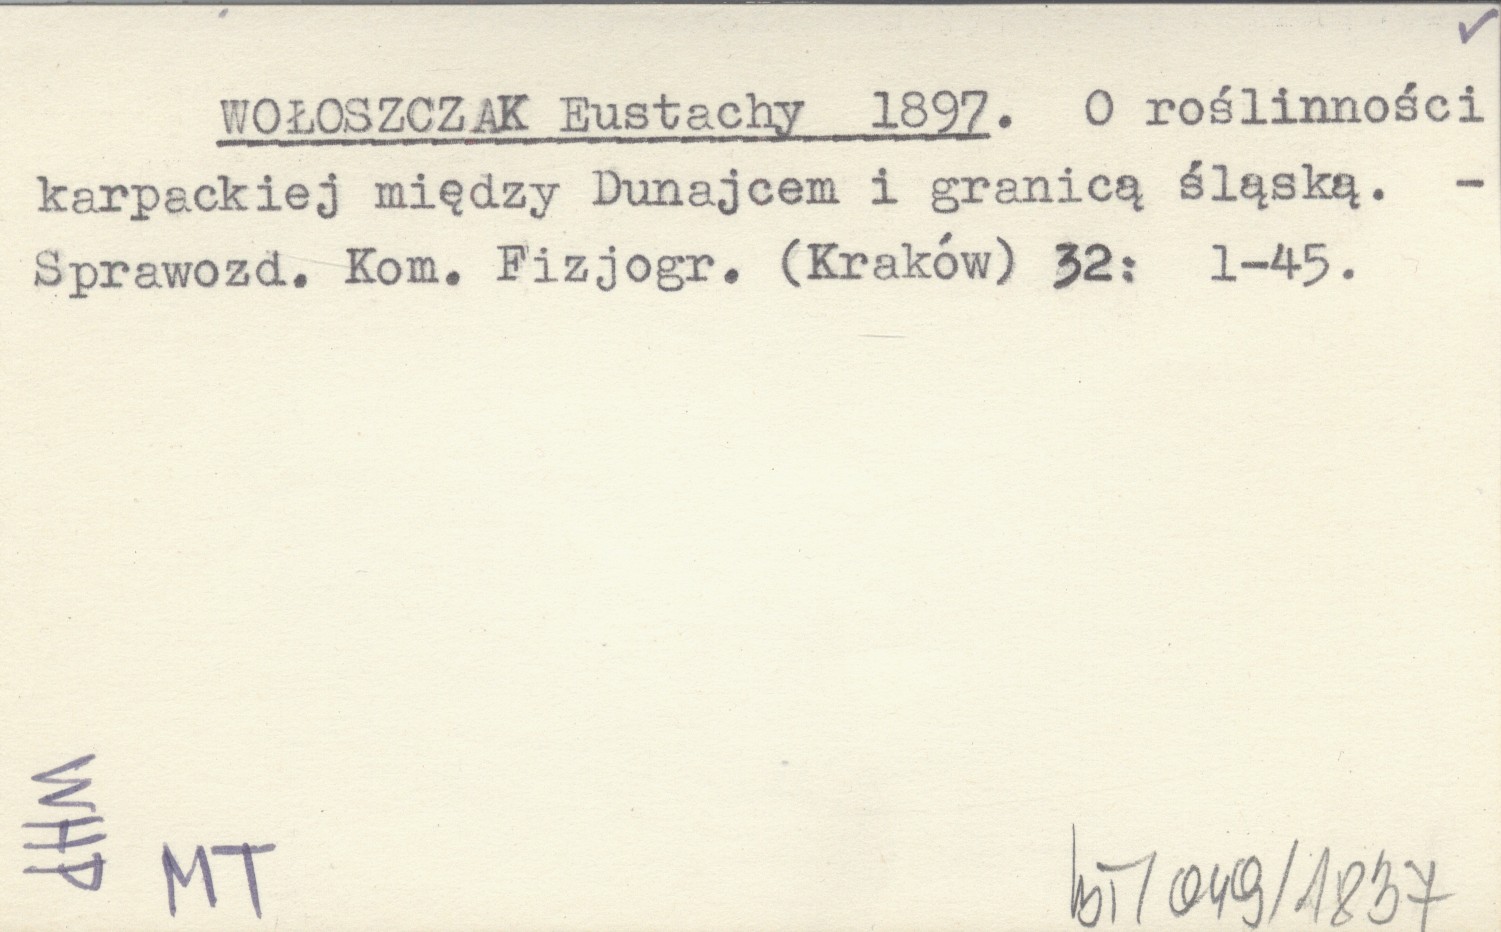 WOŁOSZCZAK Eustachy 1897. O roślinności
karpackiej między Dunajcem i granicą śląską. -
Sprawozd. Kom. Fizjogr. (Kraków) 32: 1-45.
WHP
MT
049/1837